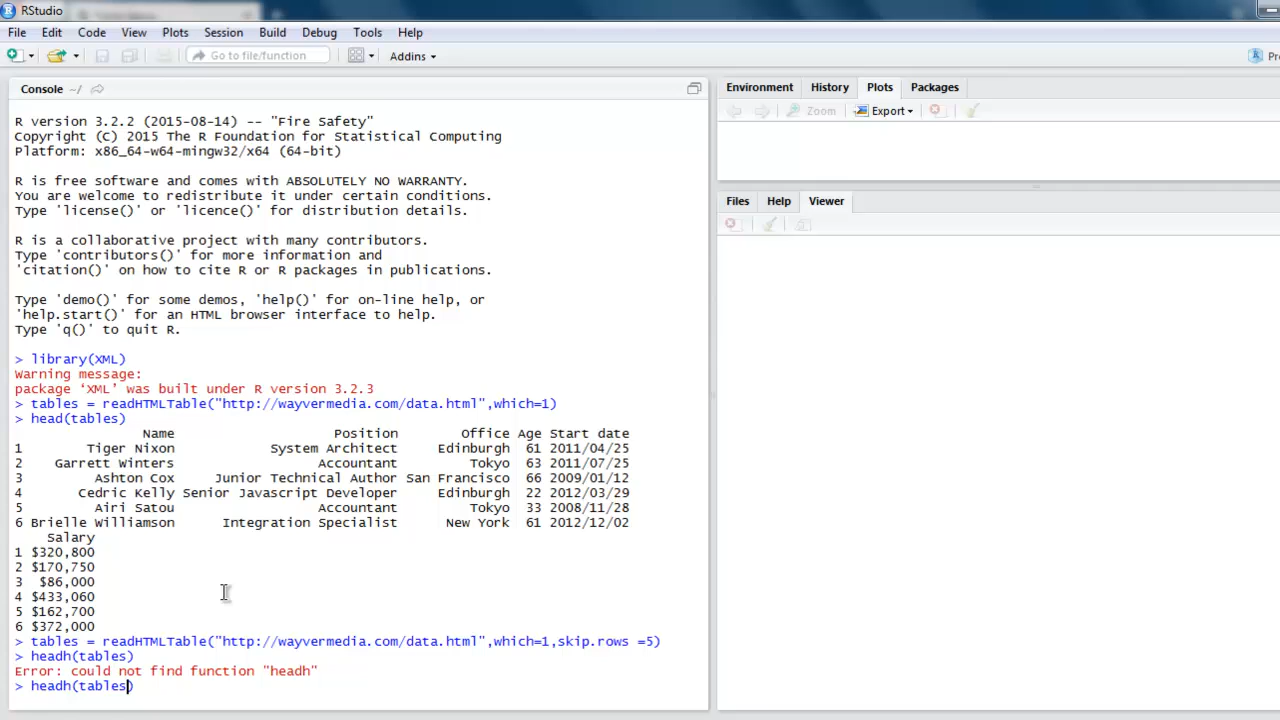 RStudio
File Edit Code View Plots Session Build Debug Tools Help
Go to file/function Addins
Console ~/
R version 3.2.2 (2015-08-14) -- "Fire Safety"
Copyright (C) 2015 The R Foundation for Statistical Computing
Platform: x86_64-w64-mingw32/x64 (64-bit)
R is free software and comes with ABSOLUTELY NO WARRANTY.
You are welcome to redistribute it under certain conditions.
Type 'license()' or 'licence()' for distribution details.
R is a collaborative project with many contributors.
Type 'contributors()' for more information and
'citation()' on how to cite R or R packages in publications.
Type 'demo()' for some demos, 'help()' for on-line help, or
'help.start()' for an HTML browser interface to help.
Type 'q()' to quit R.
> library(XML)
Warning message:
package ‘XML’ was built under R version 3.2.3
> tables = readHTMLTable("http://wayvermedia.com/data.html",which=1)
> head(tables)
Name Position Office Age Start date
1 Tiger Nixon System Architect Edinburgh 61 2011/04/25
2 Garrett Winters Accountant Tokyo 63 2011/07/25
3 Ashton Cox Junior Technical Author San Francisco 66 2009/01/12
4 Cedric Kelly Senior Javascript Developer Edinburgh 22 2012/03/29
5 Airi Satou Accountant Tokyo 33 2008/11/28
6 Brielle Williamson Integration Specialist New York 61 2012/12/02
Salary
1 $320,800
2 $170,750
3 $86,000
4 $433,060
5 $162,700
6 $372,000
> tables = readHTMLTable("http://wayvermedia.com/data.html",which=1,skip.rows =5)
> headh(tables)
Error: could not find function "headh"
> headh(tables)
Environment History Plots Packages
Zoom Export
Files Help Viewer